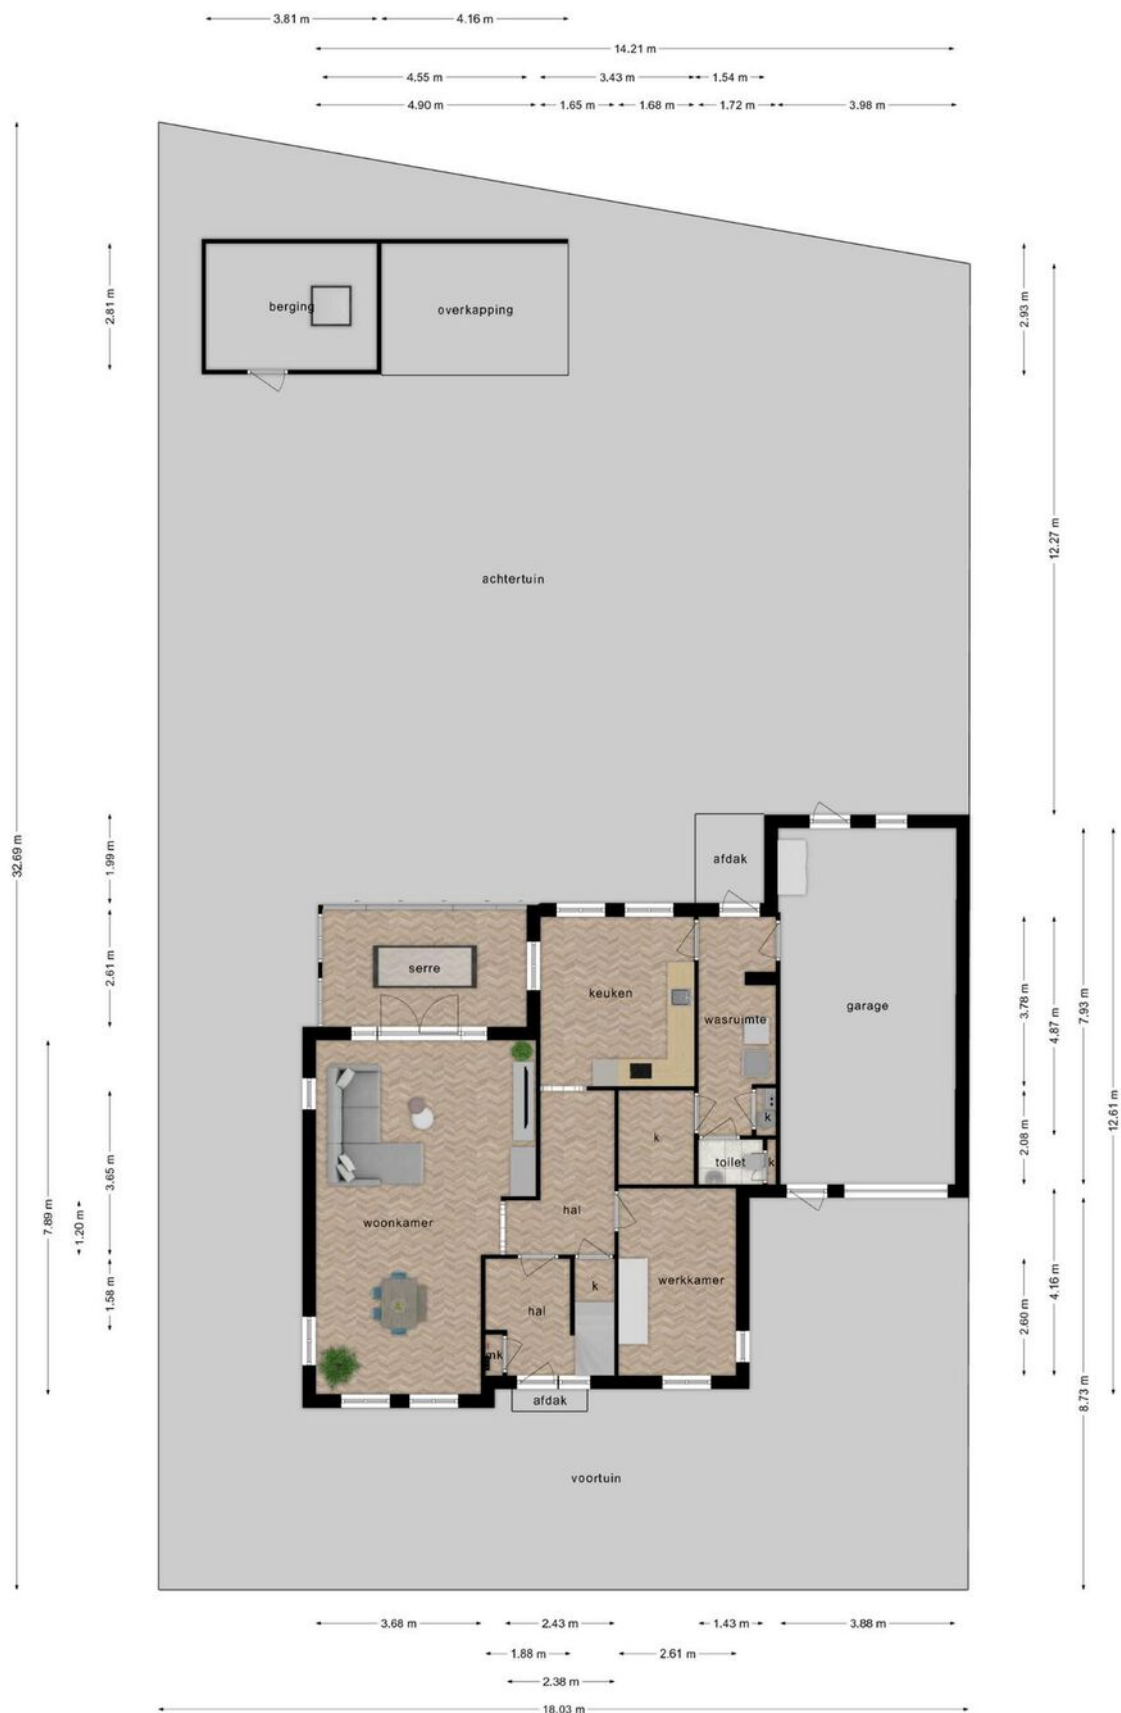 3.81 m
4.16 m
14.21 m
4.55 m
3.43 m
1.54 m
4.90 m
1.65 m
1.68 m
1.72 m
3.98 m
32.69 m
2.81 m
berging
overkapping
2.93 m
achtertuin
12.27 m
1.99 m
afdak
2.61 m
serre
keuken
wasruimte
garage
3.78 m
4.87 m
7.93 m
12.61 m
7.89 m
3.65 m
1.20 m
1.58 m
k
k
toilet
k
2.08 m
woonkamer
hal
werkkamer
k
hal
mk
afdak
4.16 m
2.60 m
8.73 m
voortuin
3.68 m
2.43 m
1.43 m
3.88 m
1.88 m
2.61 m
2.38 m
18.03 m